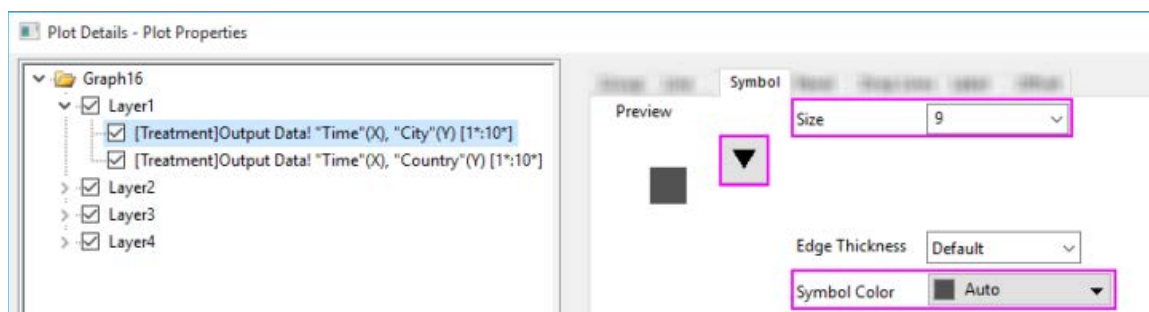 Plot Details - Plot Properties
Graph16
Layer1
[Treatment]Output Data! "Time"(X), "City"(Y) [1*:10*]
[Treatment]Output Data! "Time"(X), "Country"(Y) [1*:10*]
Layer2
Layer3
Layer4
Symbol
Preview
Size 9
Edge Thickness Default
Symbol Color Auto